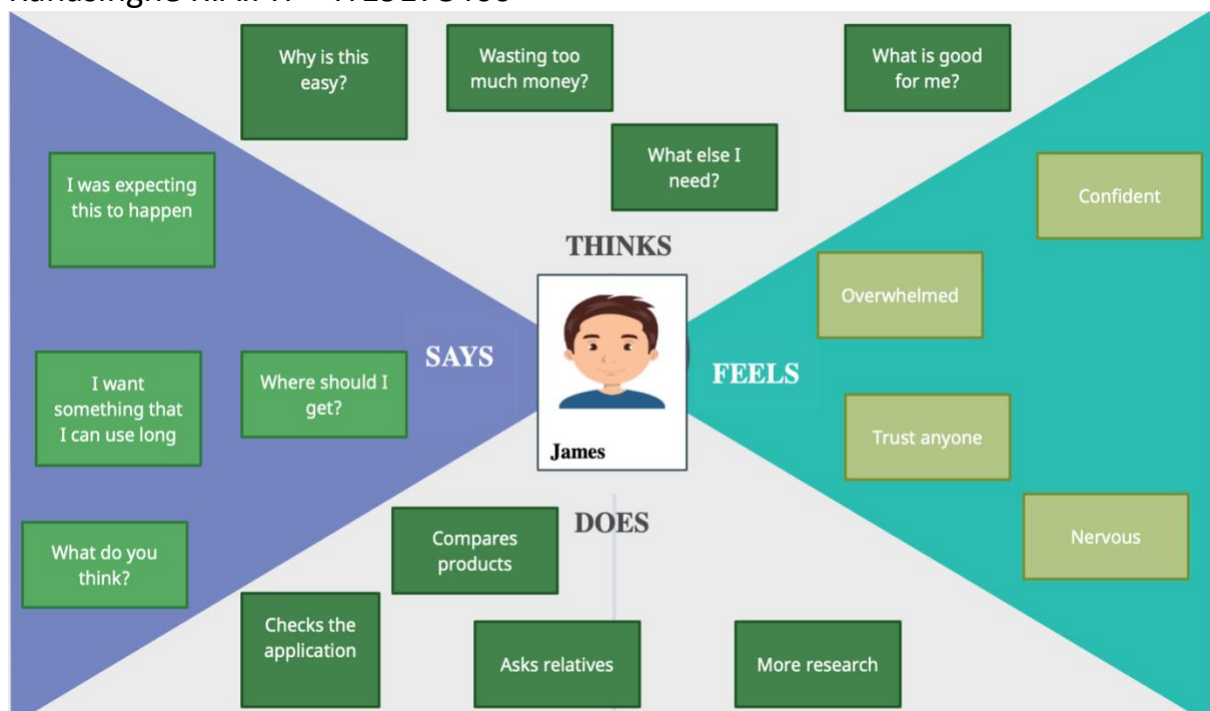 Why is this
easy?
Wasting too
much money?
What is good
for me?
What else I
need?
I was expecting
this to happen
Confident
THINKS
Overwhelmed
SAYS
FEELS
I want
something that
I can use long
Where should I
get?
James
Trust anyone
DOES
Compares
products
Nervous
What do you
think?
Checks the
application
Asks relatives
More research